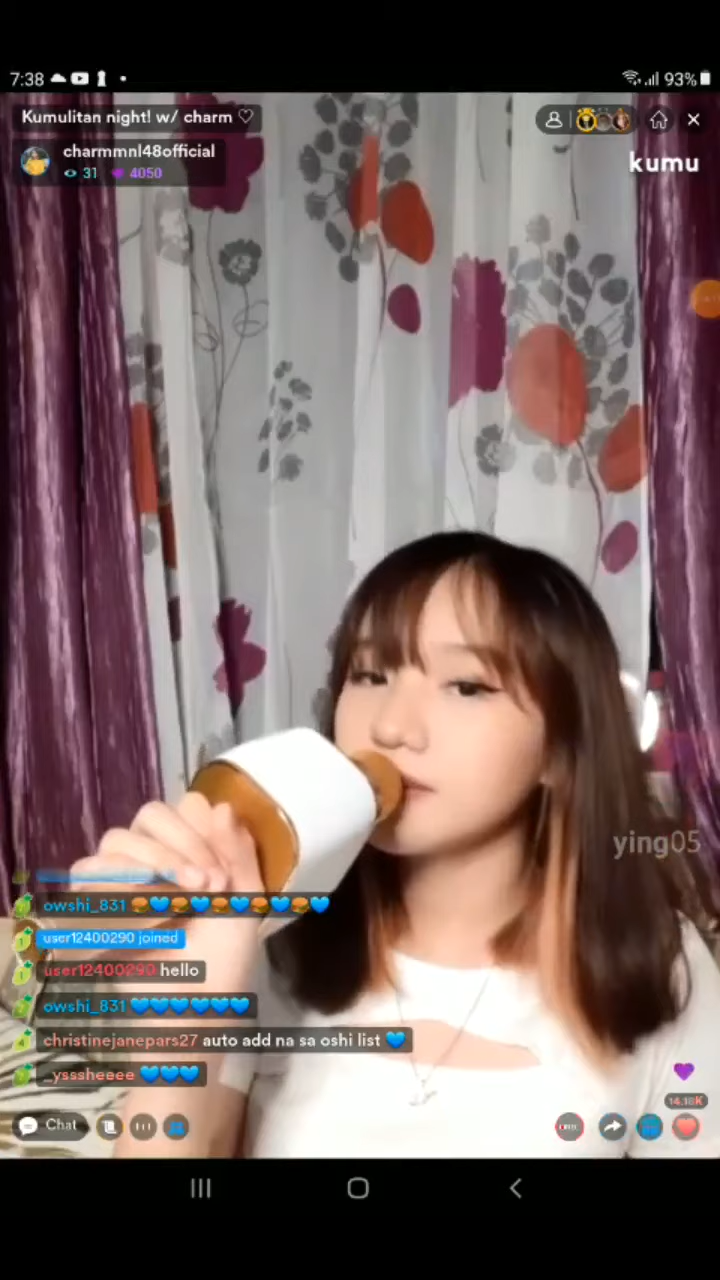 7:38
93%
Kumulitan night! w/ charm ♡
charmmnl48official
31 4050
kumu
ying05
owshi_831 🍔💙🍔💙🍔💙🍔💙🍔💙
user12400290 joined
user12400290 hello
owshi_831 💙💙💙💙💙💙
christinejanepars27 auto add na sa oshi list 💙
_ysssheeee 💙💙💙
14.18K
Chat